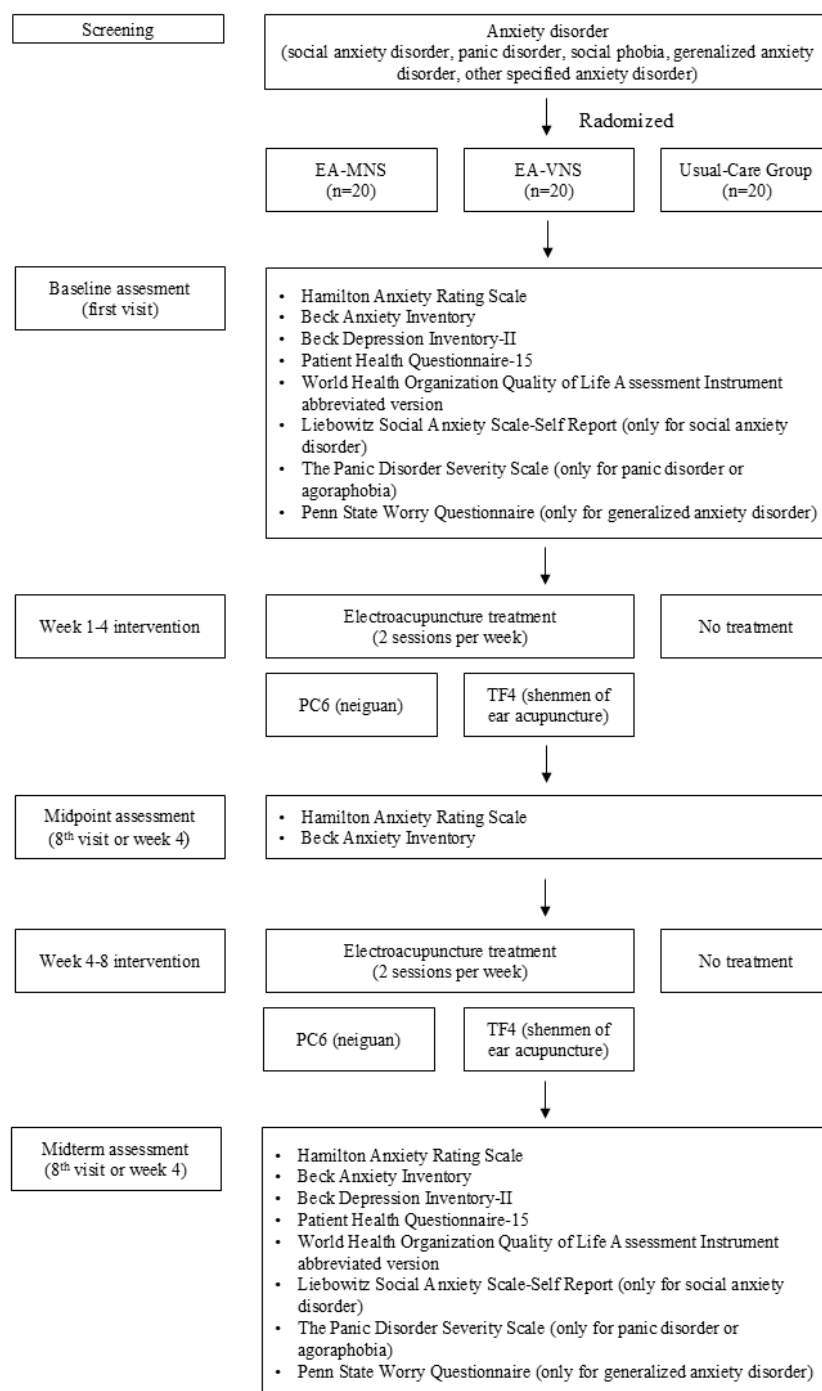 Screening
Anxiety disorder
(social anxiety disorder, panic disorder, social phobia, gerenalized anxiety
disorder, other specified anxiety disorder)
Radomized
EA-MNS
(n=20)
EA-VNS
(n=20)
Usual-Care Group
(n=20)
Baseline assesment
(first visit)
• Hamilton Anxiety Rating Scale
• Beck Anxiety Inventory
• Beck Depression Inventory-II
• Patient Health Questionnaire-15
• World Health Organization Quality of Life Assessment Instrument
abbreviated version
• Liebowitz Social Anxiety Scale-Self Report (only for social anxiety
disorder)
• The Panic Disorder Severity Scale (only for panic disorder or
agoraphobia)
• Penn State Worry Questionnaire (only for generalized anxiety disorder)
Week 1-4 intervention
Electroacupuncture treatment
(2 sessions per week)
No treatment
PC6 (neiguan)
TF4 (shenmen of
ear acupuncture)
Midpoint assessment
(8th visit or week 4)
• Hamilton Anxiety Rating Scale
• Beck Anxiety Inventory
Week 4-8 intervention
Electroacupuncture treatment
(2 sessions per week)
No treatment
PC6 (neiguan)
TF4 (shenmen of
ear acupuncture)
Midterm assessment
(8th visit or week 4)
• Hamilton Anxiety Rating Scale
• Beck Anxiety Inventory
• Beck Depression Inventory-II
• Patient Health Questionnaire-15
• World Health Organization Quality of Life Assessment Instrument
abbreviated version
• Liebowitz Social Anxiety Scale-Self Report (only for social anxiety
disorder)
• The Panic Disorder Severity Scale (only for panic disorder or
agoraphobia)
• Penn State Worry Questionnaire (only for generalized anxiety disorder)